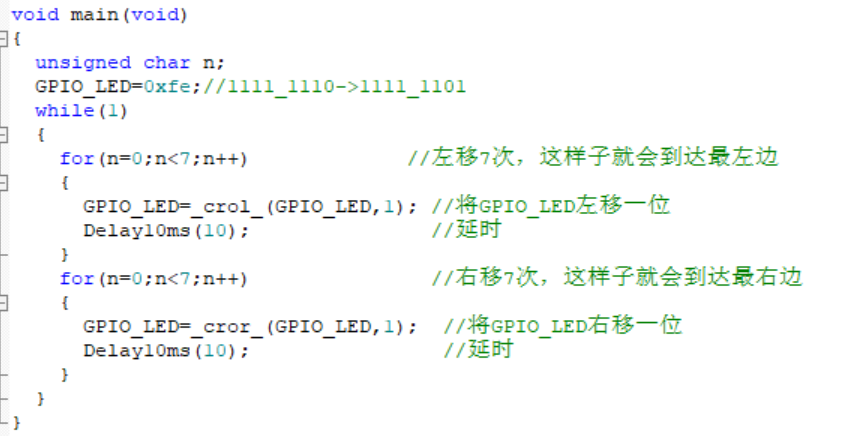 void main(void)
{
unsigned char n;
GPIO_LED=0xfe;//1111_1110->1111_1101
while(1)
{
for(n=0;n<7;n++) //左移7次，这样子就会到达最左边
{
GPIO_LED=_crol_(GPIO_LED,1); //将GPIO_LED左移一位
Delay10ms(10); //延时
}
for(n=0;n<7;n++) //右移7次，这样子就会到达最右边
{
GPIO_LED=_cror_(GPIO_LED,1); //将GPIO_LED右移一位
Delay10ms(10); //延时
}
}
}